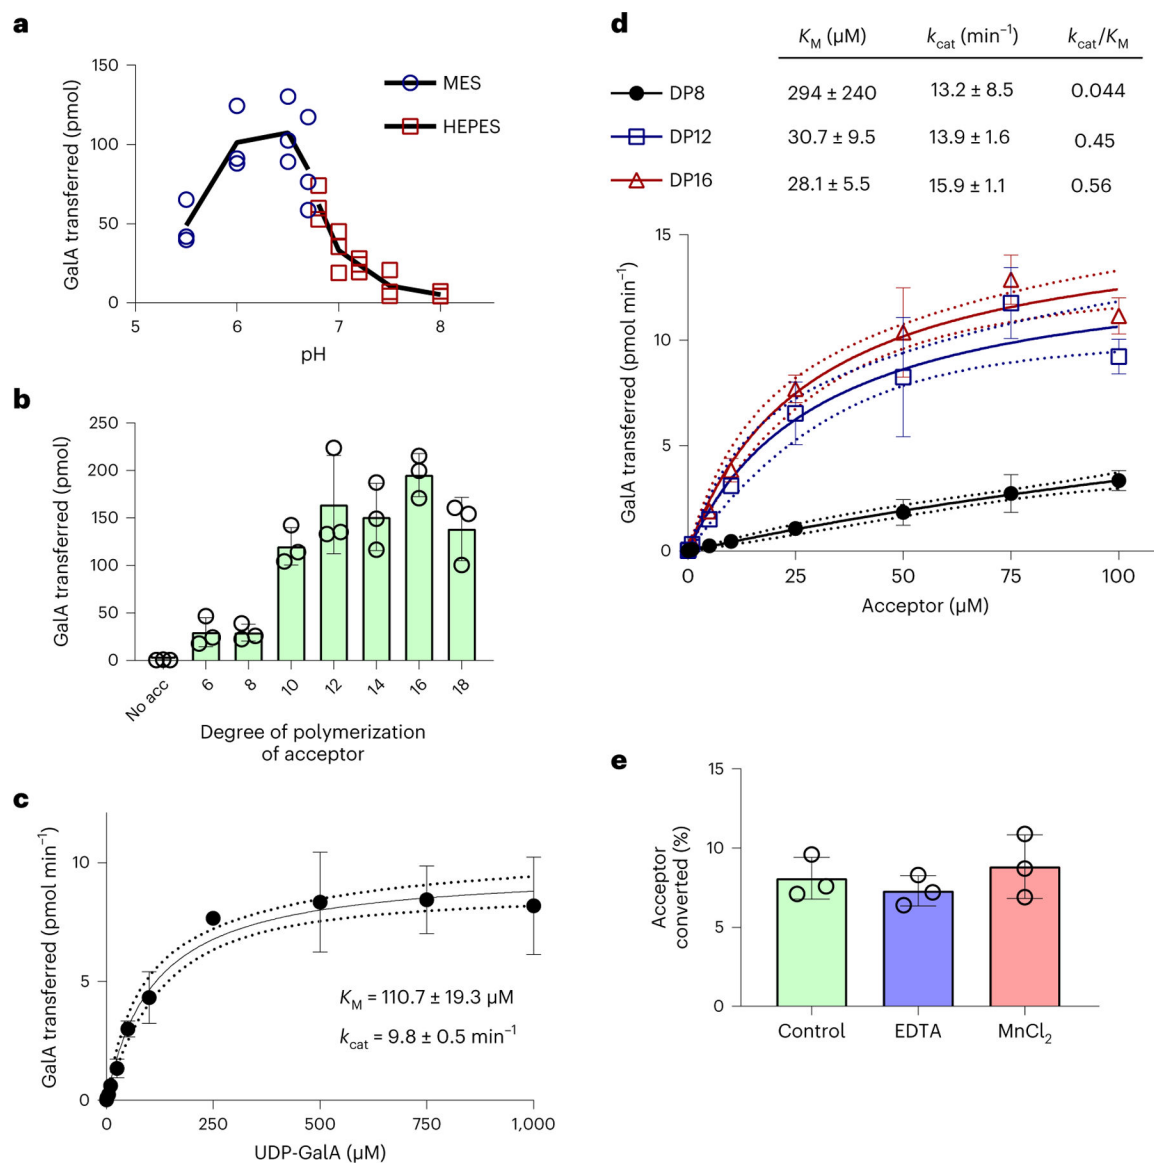 a
GalA transferred (pmol)
150
100
50
0
5
6
7
8
pH
MES
HEPES
b
GalA transferred (pmol)
250
200
150
100
50
0
No acc
6
8
10
12
14
16
18
Degree of polymerization
of acceptor
c
GalA transferred (pmol min⁻¹)
10
5
0
0
250
500
750
1,000
UDP-GalA (µM)
K_M = 110.7 ± 19.3 µM
k_cat = 9.8 ± 0.5 min⁻¹
d
K_M (µM) k_cat (min⁻¹) k_cat/K_M
DP8 294 ± 240 13.2 ± 8.5 0.044
DP12 30.7 ± 9.5 13.9 ± 1.6 0.45
DP16 28.1 ± 5.5 15.9 ± 1.1 0.56
GalA transferred (pmol min⁻¹)
15
10
5
0
0
25
50
75
100
Acceptor (µM)
e
Acceptor
converted (%)
15
10
5
0
Control
EDTA
MnCl₂